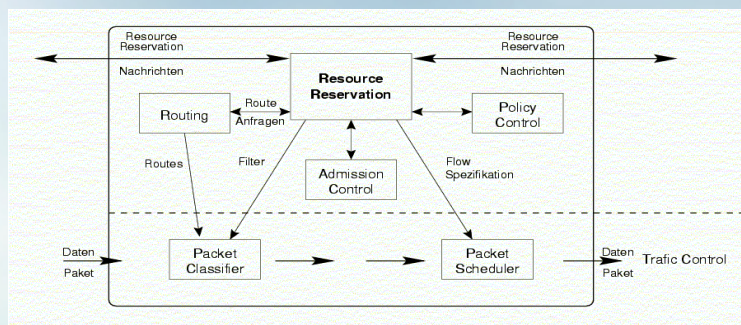 Resource
Reservation
Nachrichten
Resource
Reservation
Nachrichten
Resource
Reservation
Routing
Route
Anfragen
Policy
Control
Routes
Filter
Admission
Control
Flow
Spezifikation
Daten
Paket
Packet
Classifier
Packet
Scheduler
Daten
Paket
Trafic Control